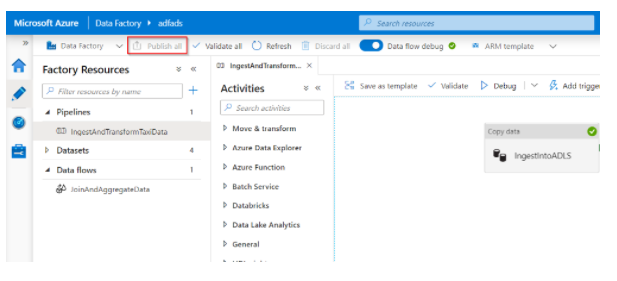 Microsoft Azure Data Factory adfads Search resources
Data Factory Publish all Validate all Refresh Discard all Data flow debug ARM template
Factory Resources
Filter resources by name
Pipelines 1
IngestAndTransformTaxiData
Datasets 4
Data flows 1
JoinAndAggregateData
IngestAndTransform...
Activities
Search activities
Move & transform
Azure Data Explorer
Azure Function
Batch Service
Databricks
Data Lake Analytics
General
Save as template Validate Debug Add trigge
Copy data
IngestIntoADLS